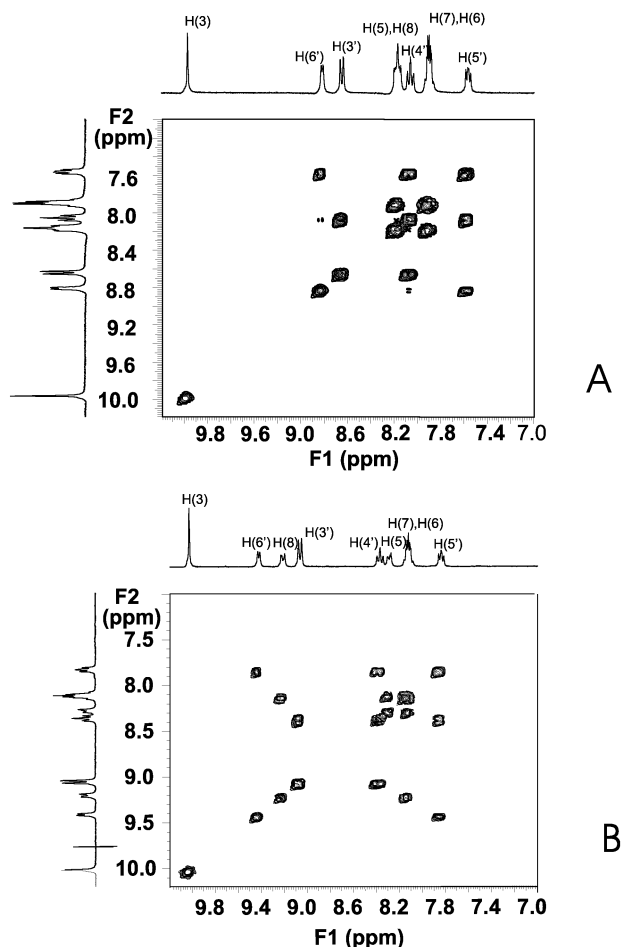 H(3)
H(6')
H(3')
H(5),H(8)
H(4')
H(7),H(6)
H(5')
F2
(ppm)
7.6
8.0
8.4
8.8
9.2
9.6
10.0
9.8 9.4 9.0 8.6 8.2 7.8 7.4 7.0
F1 (ppm)
A
H(3)
H(6')
H(8)
H(3')
H(4')
H(5)
H(7),H(6)
H(5')
F2
(ppm)
7.5
8.0
8.5
9.0
9.5
10.0
9.8 9.4 9.0 8.6 8.2 7.8 7.4 7.0
F1 (ppm)
B